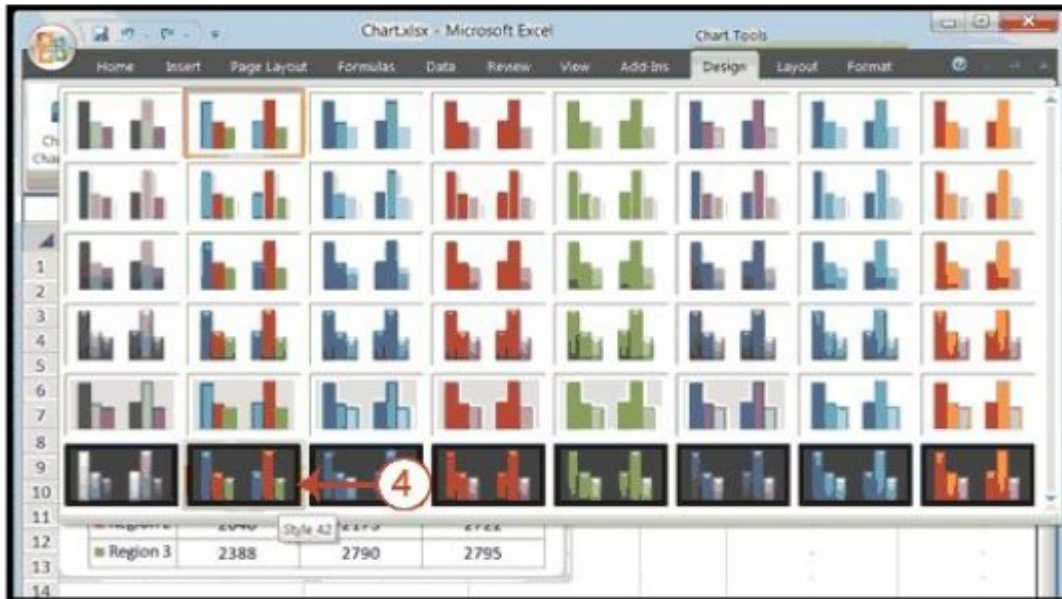 Chart.xlsx - Microsoft Excel
Chart Tools
Home Insert Page Layout Formulas Data Review View Add-Ins Design Layout Format
Ch
Cha
1
2
3
4
5
6
7
8
9
10
4
11
Style 42
12 Region 3 2388 2790 2795
13
14